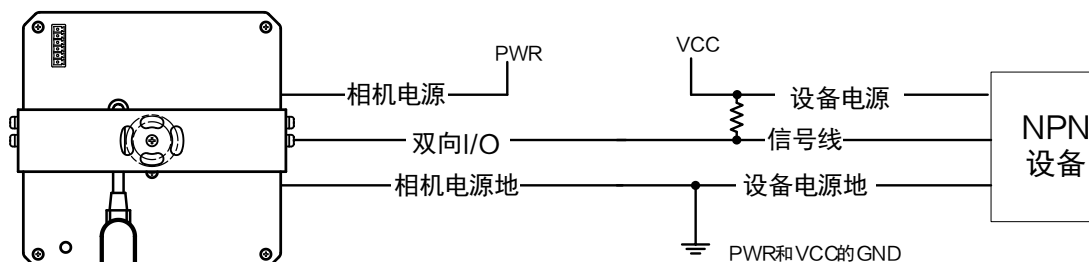 PWR
VCC
相机电源
设备电源
双向I/O
信号线
NPN
设备
相机电源地
设备电源地
PWR和VCC的GND